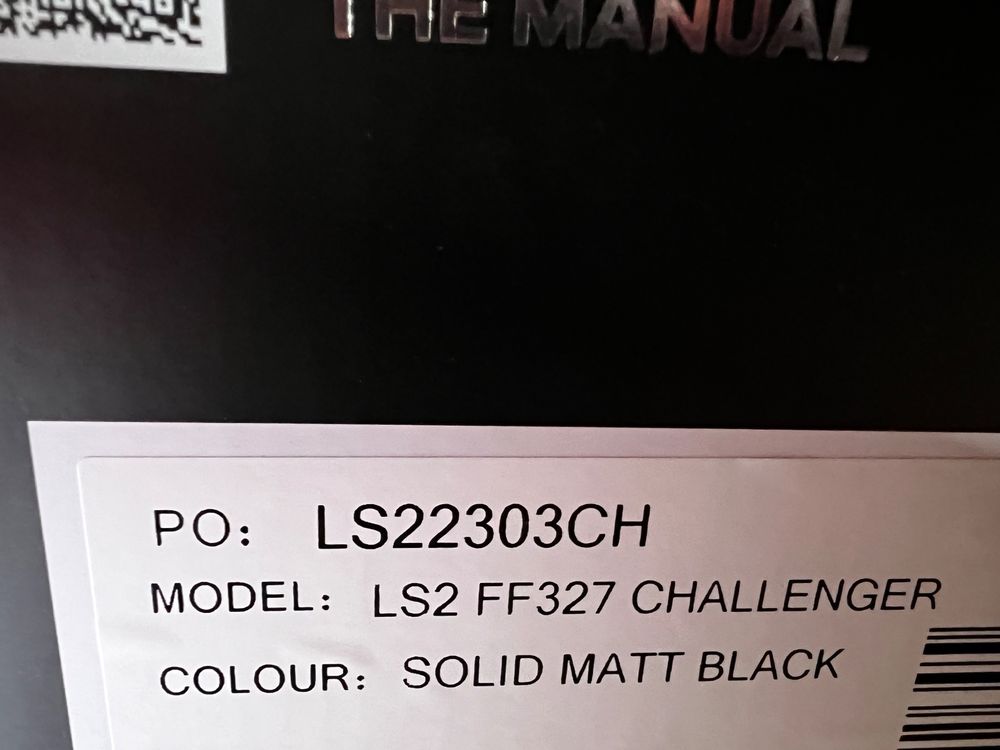 THE MANUAL
PO: LS22303CH
MODEL: LS2 FF327 CHALLENGER
COLOUR: SOLID MATT BLACK